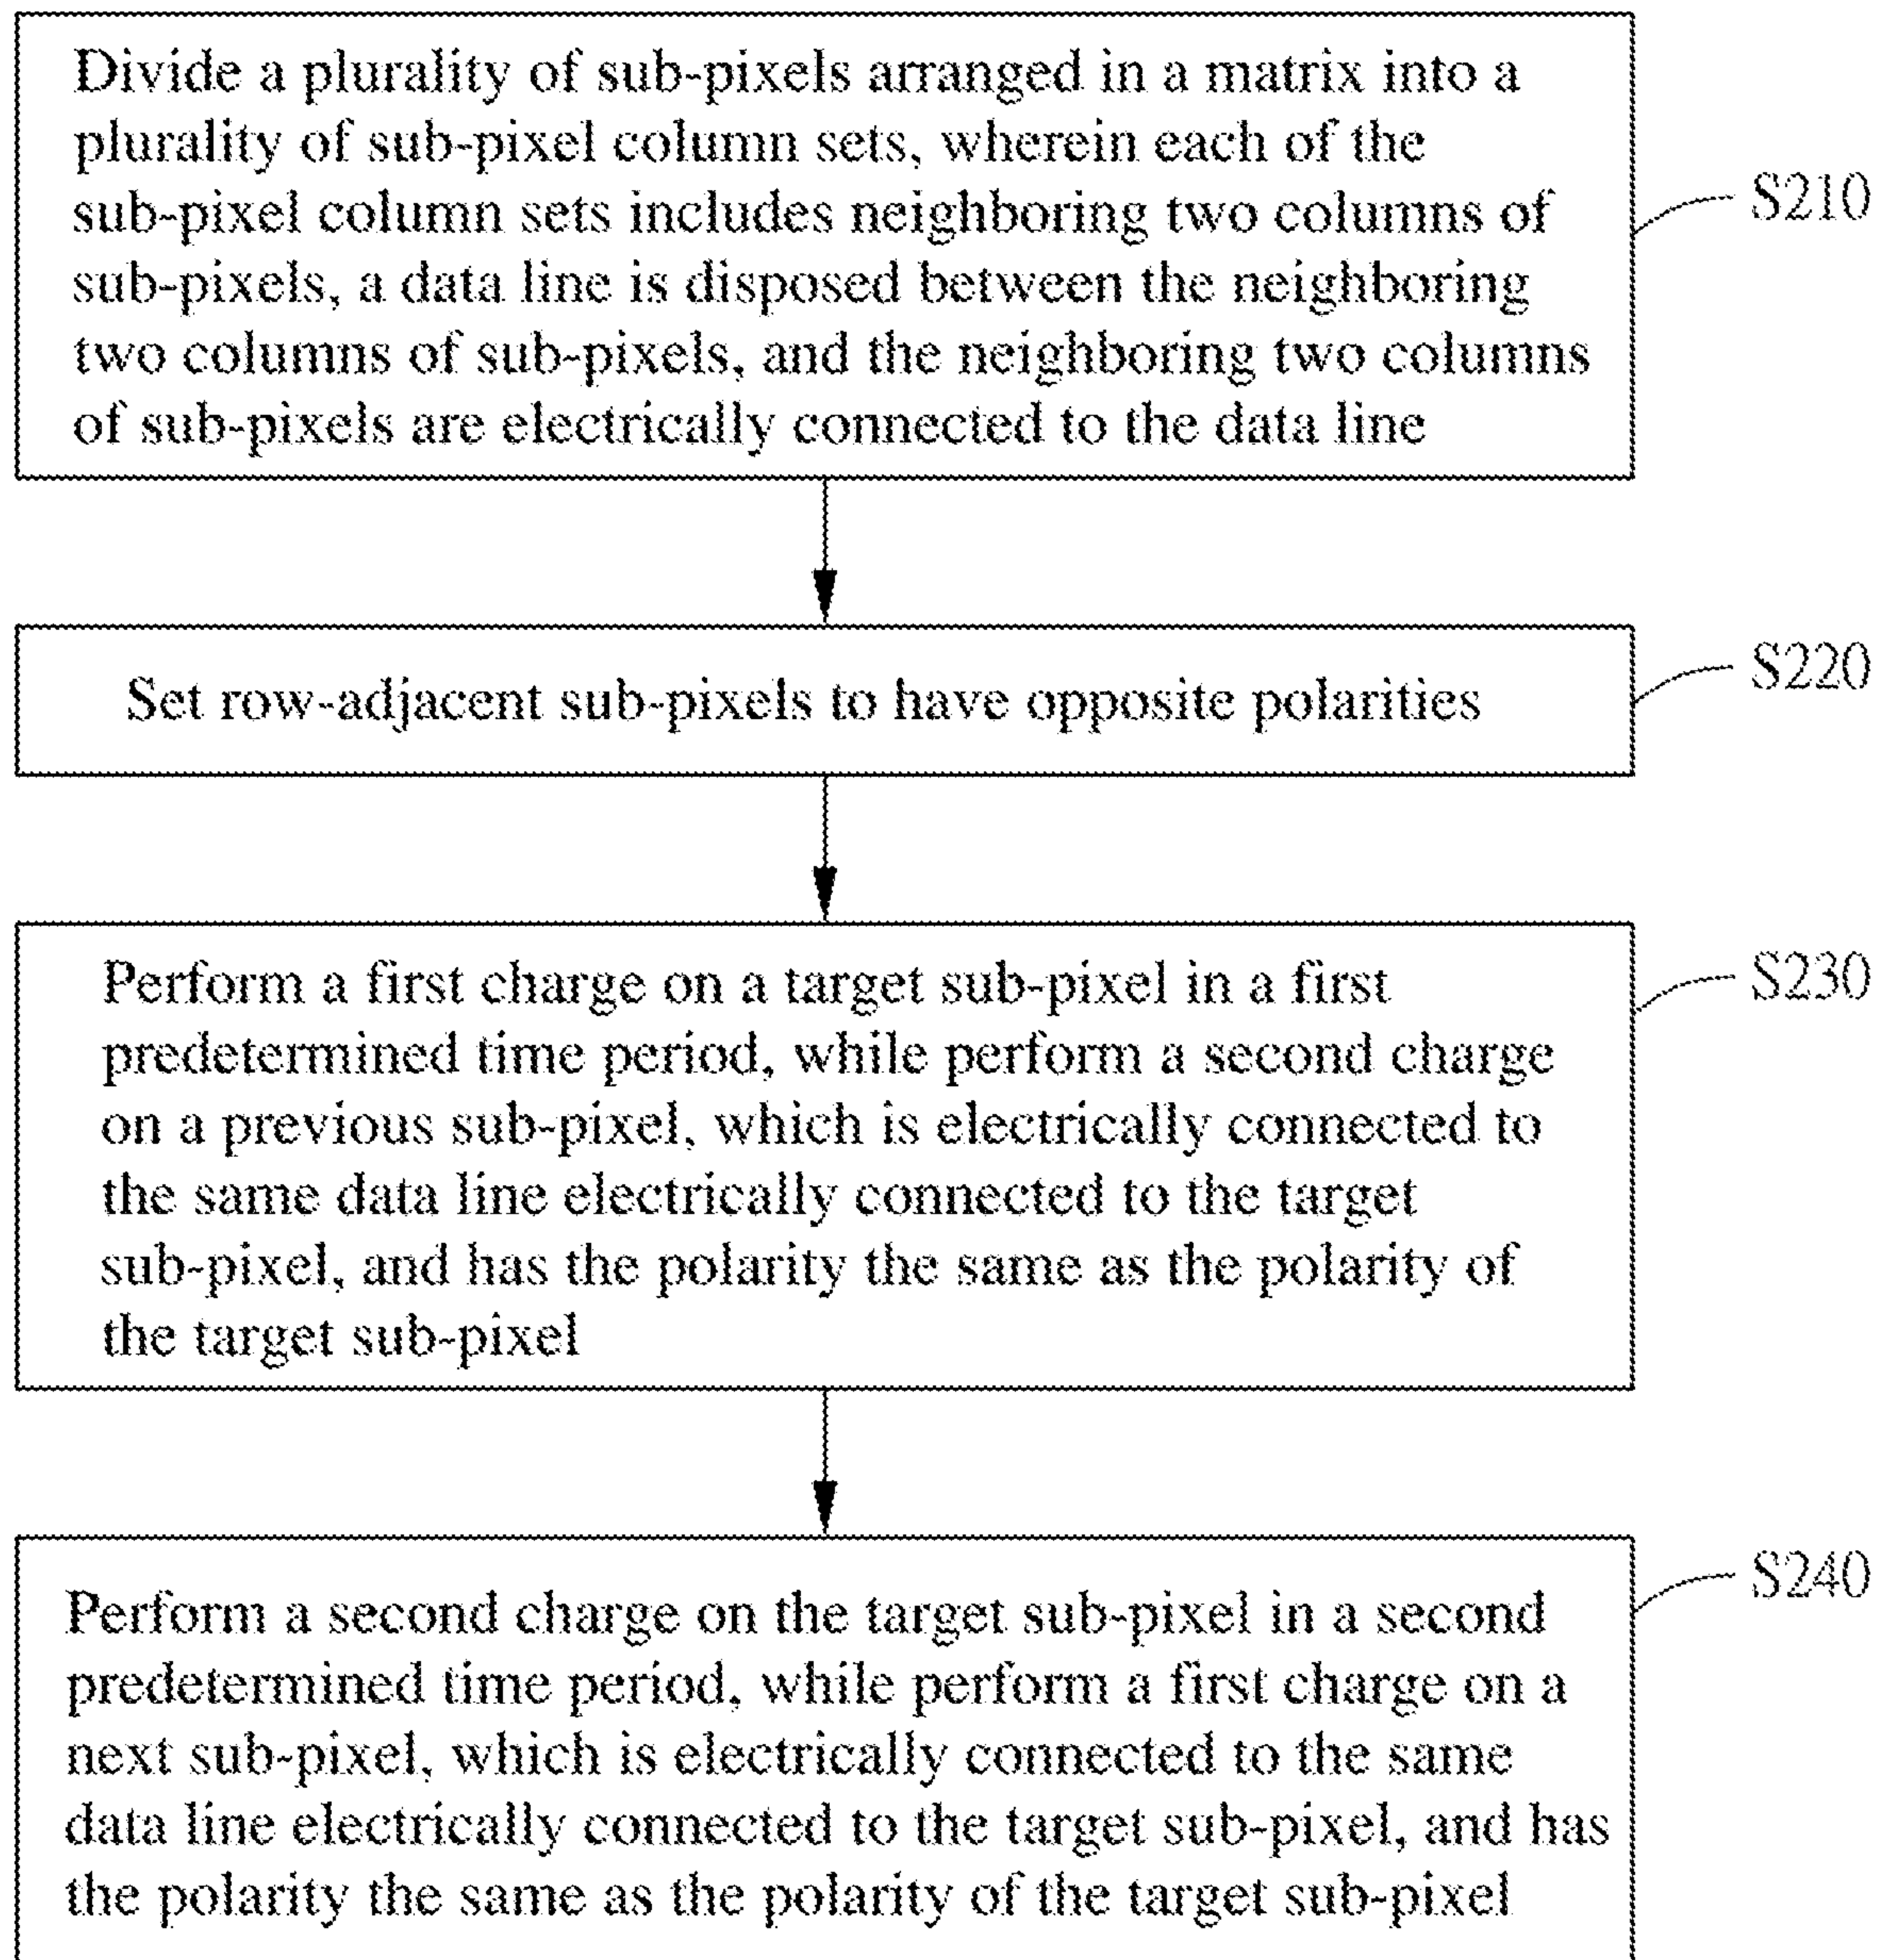 Divide a plurality of sub-pixels arranged in a matrix into a
plurality of sub-pixel column sets, wherein each of the
sub-pixel column sets includes neighboring two columns of
sub-pixels, a data line is disposed between the neighboring
two columns of sub-pixels, and the neighboring two columns
of sub-pixels are electrically connected to the data line
S210
Set row-adjacent sub-pixels to have opposite polarities
S220
Perform a first charge on a target sub-pixel in a first
predetermined time period, while perform a second charge
on a previous sub-pixel, which is electrically connected to
the same data line electrically connected to the target
sub-pixel, and has the polarity the same as the polarity of
the target sub-pixel
S230
Perform a second charge on the target sub-pixel in a second
predetermined time period, while perform a first charge on a
next sub-pixel, which is electrically connected to the same
data line electrically connected to the target sub-pixel, and has
the polarity the same as the polarity of the target sub-pixel
S240